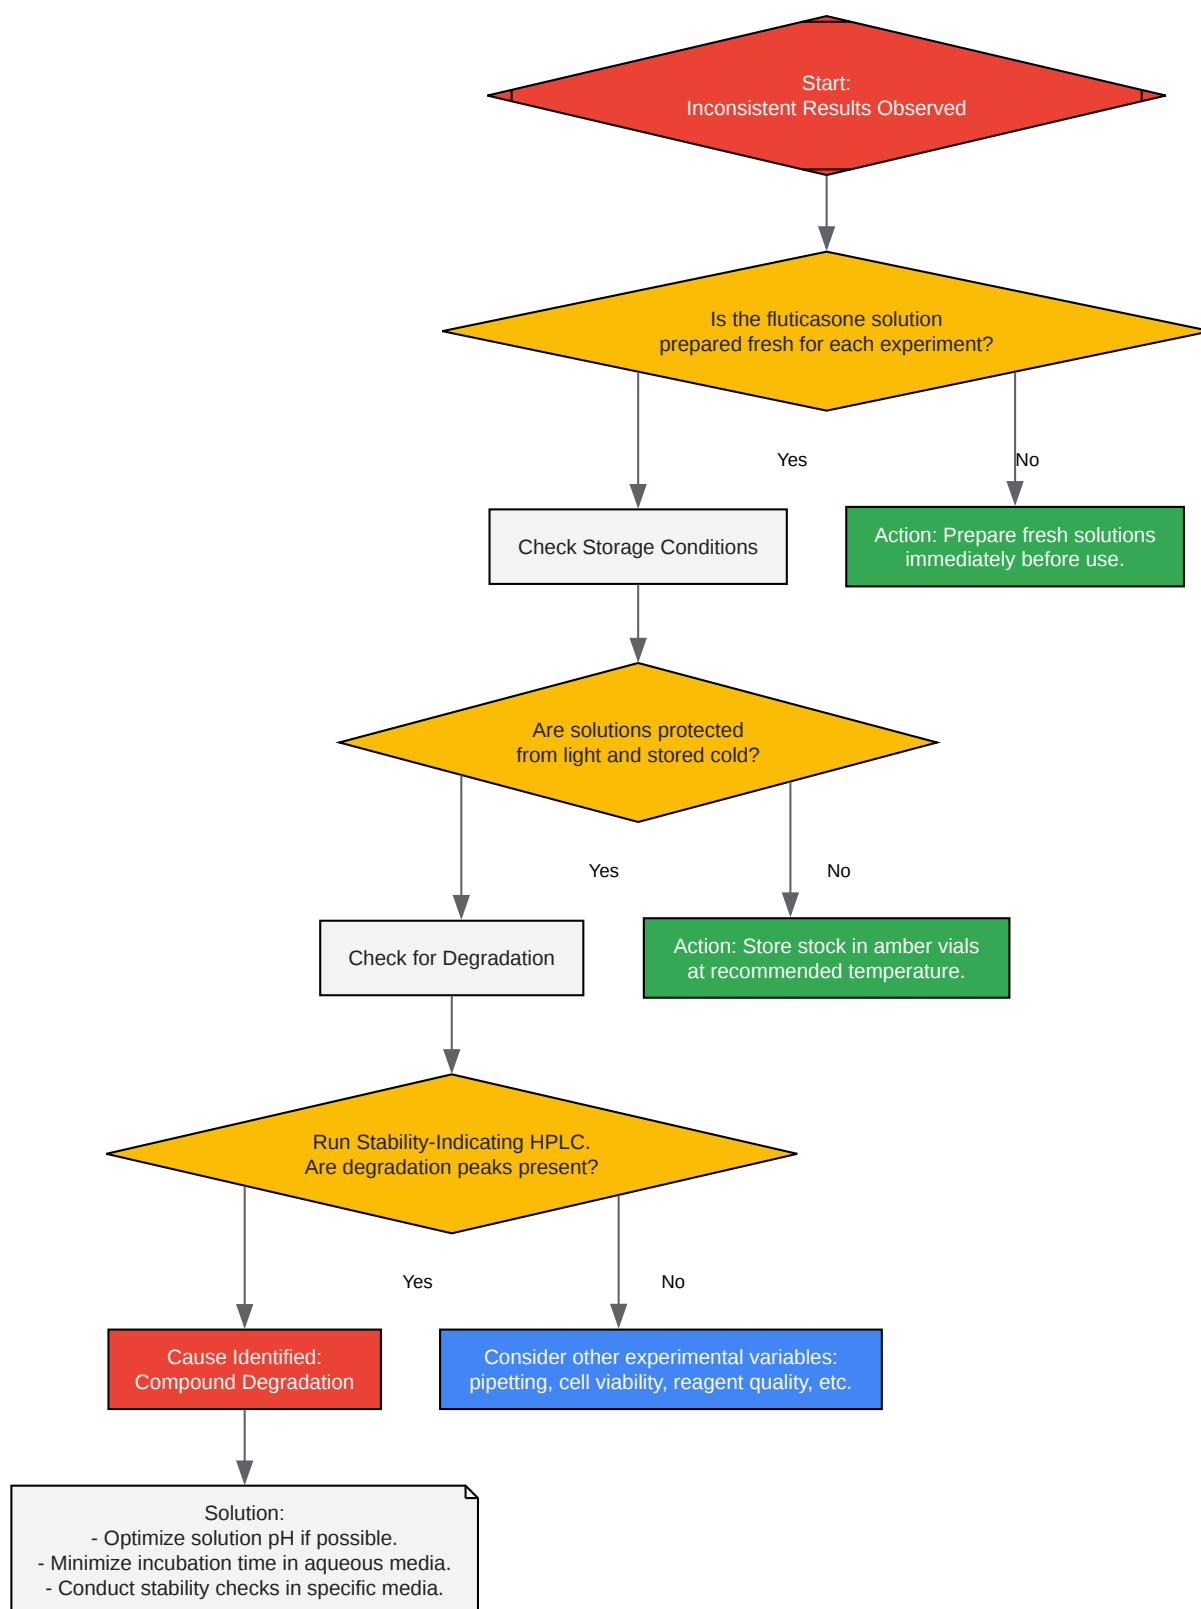 Start:
Inconsistent Results Observed
Is the fluticasone solution
prepared fresh for each experiment?
Yes
No
Check Storage Conditions
Action: Prepare fresh solutions
immediately before use.
Are solutions protected
from light and stored cold?
Yes
No
Check for Degradation
Action: Store stock in amber vials
at recommended temperature.
Run Stability-Indicating HPLC.
Are degradation peaks present?
Yes
No
Cause Identified:
Compound Degradation
Consider other experimental variables:
pipetting, cell viability, reagent quality, etc.
Solution:
- Optimize solution pH if possible.
- Minimize incubation time in aqueous media.
- Conduct stability checks in specific media.